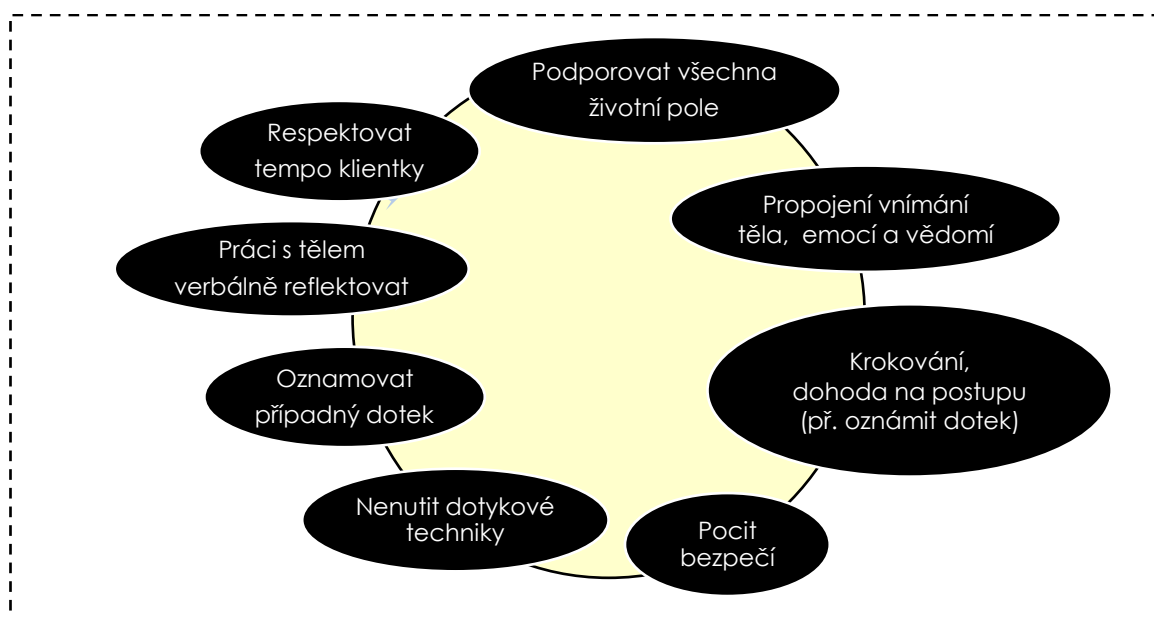 Podporovat všechna
životní pole
Respektovat
tempo klientky
Propojení vnímání
těla, emocí a vědomí
Práci s tělem
verbálně reflektovat
Krokování,
dohoda na postupu
(př. oznámit dotek)
Oznamovat
případný dotek
Nenutit dotykové
techniky
Pocit
bezpečí